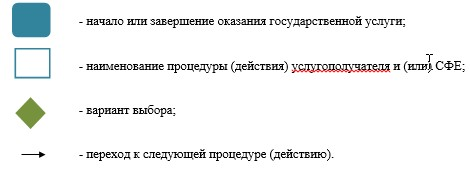 - начало или завершение оказания государственной услуги;
- наименование процедуры (действия) услугополучателя и (или) СФЕ;
- вариант выбора;
- переход к следующей процедуре (действию).